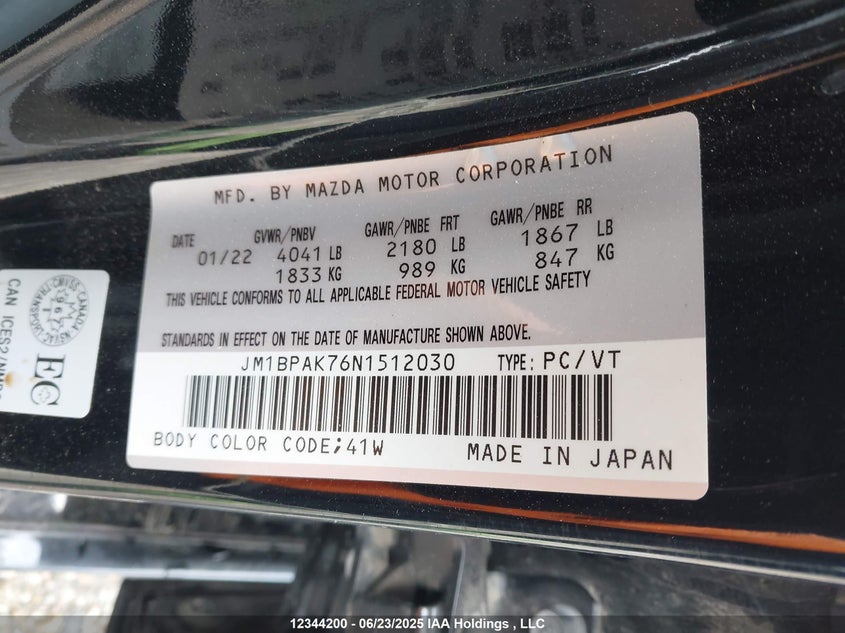 MFD. BY MAZDA MOTOR CORPORATION
DATE GVWR/PNBV GAWR/PNBE FRT GAWR/PNBE RR
01/22 4041 LB 2180 LB 1867 LB
1833 KG 989 KG 847 KG
THIS VEHICLE CONFORMS TO ALL APPLICABLE FEDERAL MOTOR VEHICLE SAFETY
STANDARDS IN EFFECT ON THE DATE OF MANUFACTURE SHOWN ABOVE.
JM1BPAK76N1512030 TYPE: PC/VT
BODY COLOR CODE;41W MADE IN JAPAN
EC
CAN ICES2
12344200 - 06/23/2025 IAA Holdings , LLC